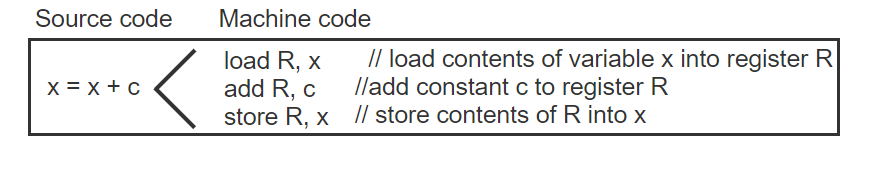 Source code Machine code
load R, x // load contents of variable x into register R
x = x + c add R, c //add constant c to register R
store R, x // store contents of R into x